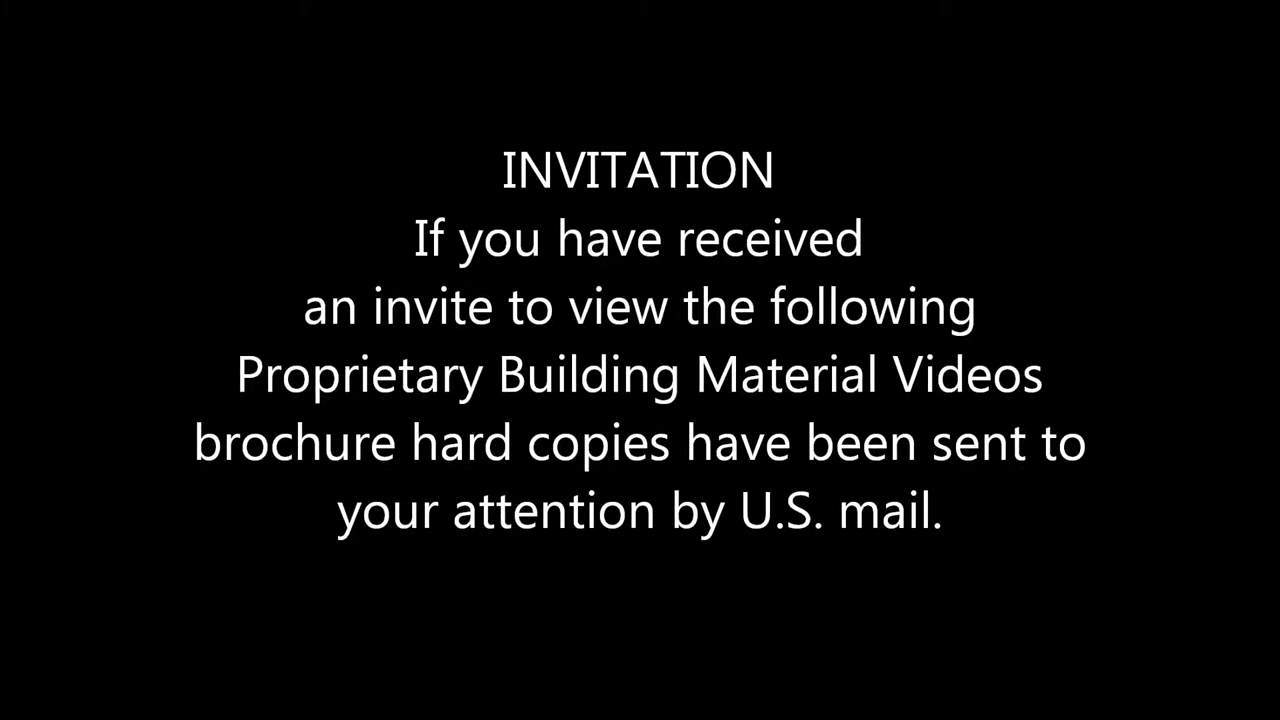 INVITATION
If you have received
an invite to view the following
Proprietary Building Material Videos
brochure hard copies have been sent to
your attention by U.S. mail.